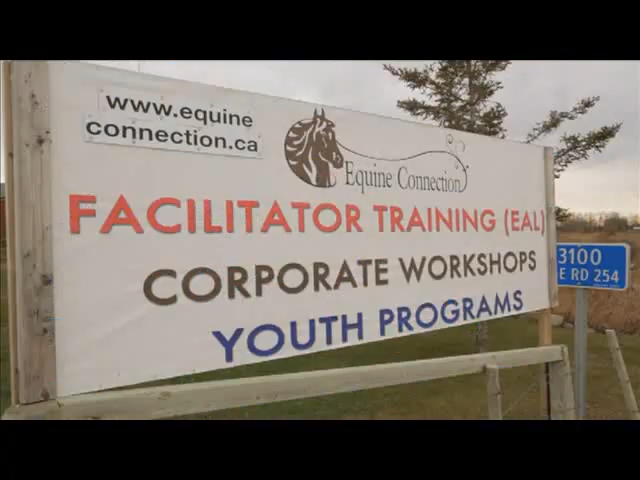 www.equine
connection.ca
Equine Connection
FACILITATOR TRAINING (EAL)
CORPORATE WORKSHOPS
YOUTH PROGRAMS
3100
E RD 254